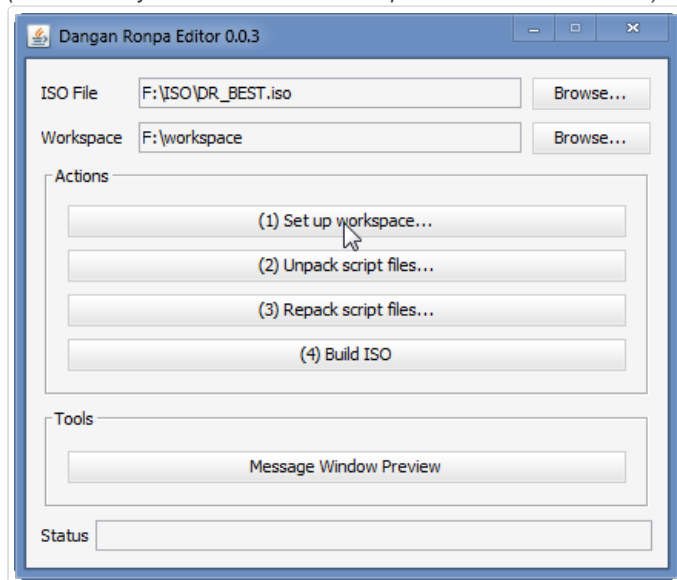 Dangan Ronpa Editor 0.0.3
ISO File F:\ISO\DR_BEST.iso Browse...
Workspace F:\workspace Browse...
Actions
(1) Set up workspace...
(2) Unpack script files...
(3) Repack script files...
(4) Build ISO
Tools
Message Window Preview
Status